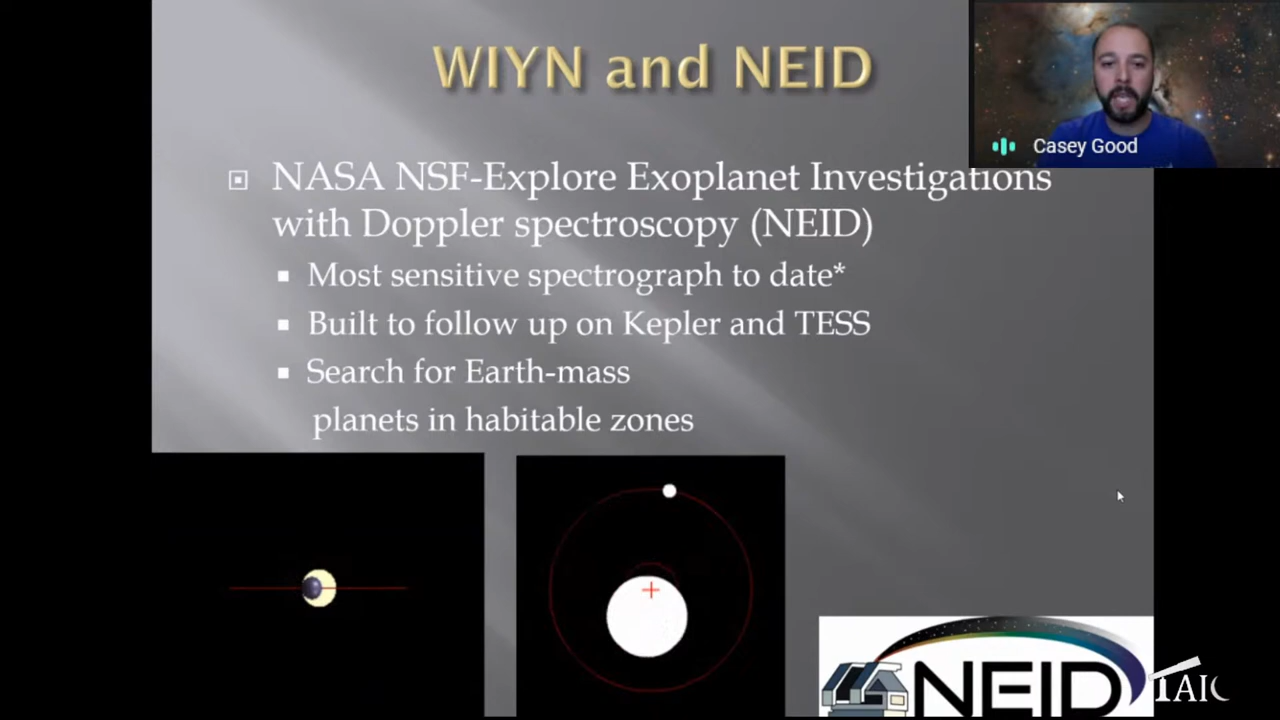 WIYN and NEID
Casey Good
NASA NSF-Explore Exoplanet Investigations
with Doppler spectroscopy (NEID)
Most sensitive spectrograph to date*
Built to follow up on Kepler and TESS
Search for Earth-mass
planets in habitable zones
NEID
TAIC